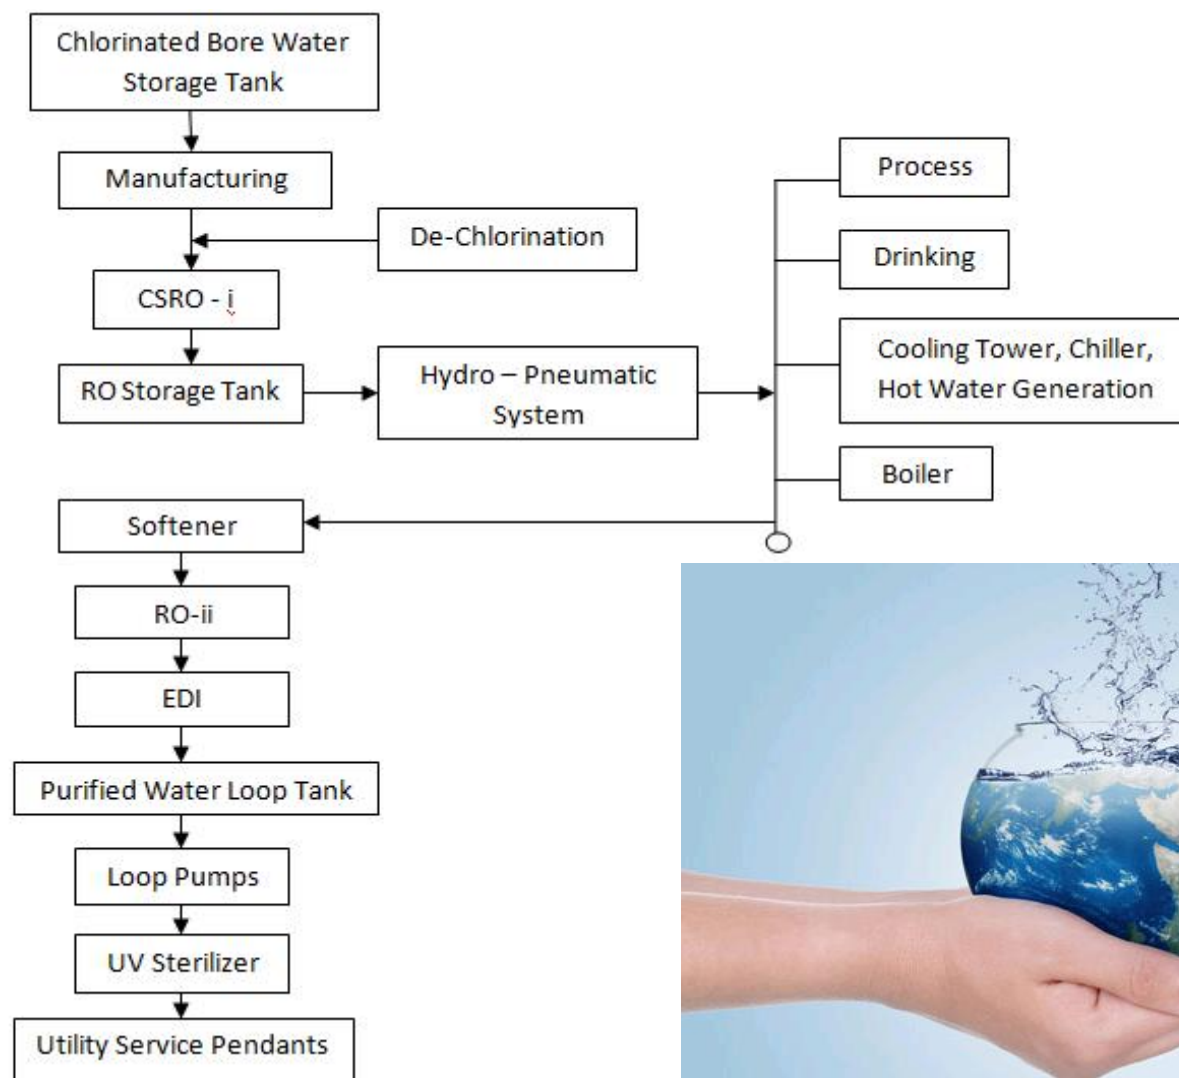 Chlorinated Bore Water
Storage Tank
Manufacturing
De-Chlorination
CSRO - i
RO Storage Tank
Hydro – Pneumatic
System
Process
Drinking
Cooling Tower, Chiller,
Hot Water Generation
Boiler
Softener
RO-ii
EDI
Purified Water Loop Tank
Loop Pumps
UV Sterilizer
Utility Service Pendants